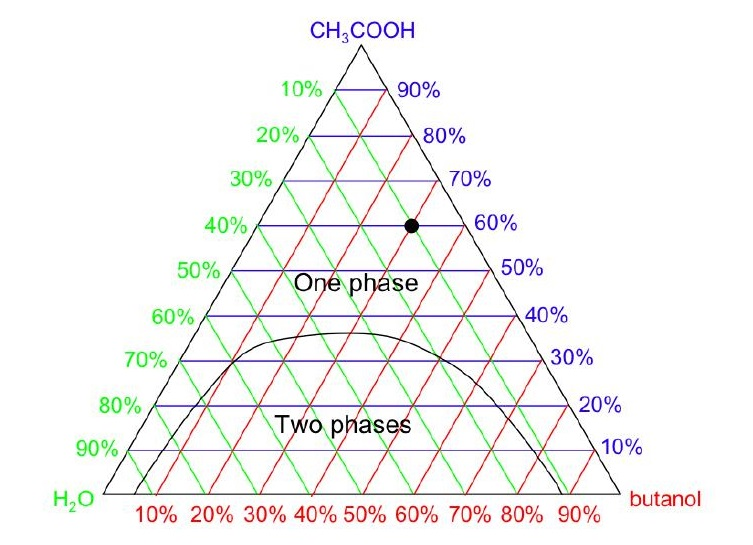 CH₃COOH
10% 90%
20% 80%
30% 70%
40% 60%
50% 50%
One phase
60% 40%
70% 30%
80% 20%
Two phases
90% 10%
H₂O butanol
10% 20% 30% 40% 50% 60% 70% 80% 90%